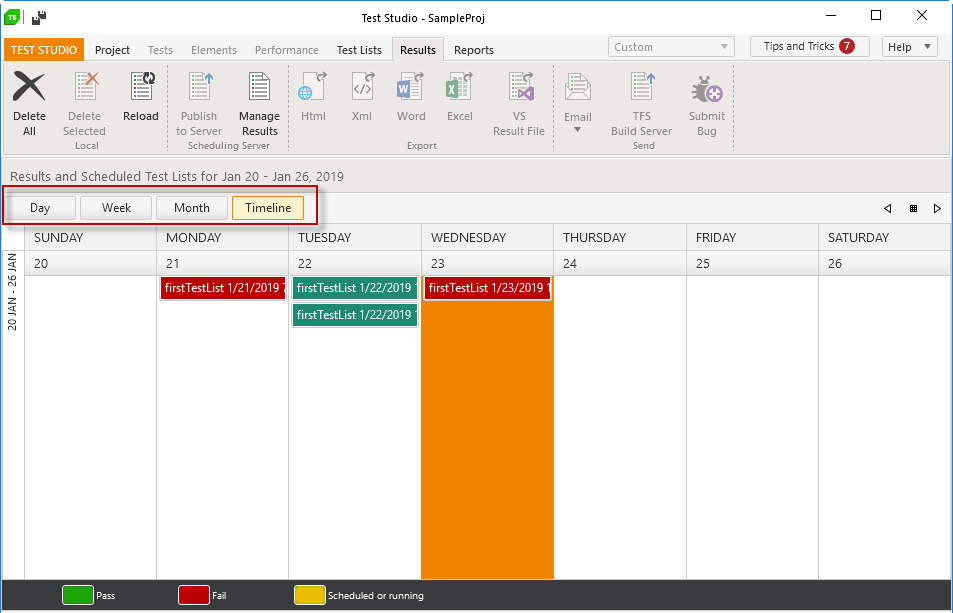 TS
Test Studio - SampleProj
TEST STUDIO Project Tests Elements Performance Test Lists Results Reports Custom Tips and Tricks 7 Help
Delete All Delete Selected Reload Publish to Server Manage Results Html Xml Word Excel VS Result File Email TFS Build Server Submit Bug
Local Scheduling Server Export Send
Results and Scheduled Test Lists for Jan 20 - Jan 26, 2019
Day Week Month Timeline
SUNDAY MONDAY TUESDAY WEDNESDAY THURSDAY FRIDAY SATURDAY
20 21 22 23 24 25 26
20 JAN - 26 JAN
firstTestList 1/21/2019 firstTestList 1/22/2019 firstTestList 1/23/2019
firstTestList 1/22/2019
Pass Fail Scheduled or running